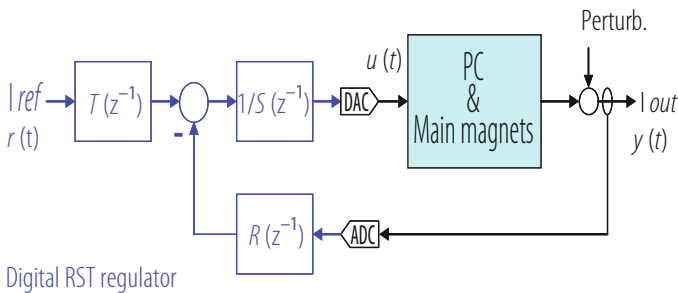 Perturb.
I ref
r (t)
T (z⁻¹)
-
1/S (z⁻¹)
DAC
u (t)
PC
&
Main magnets
I out
y (t)
R (z⁻¹)
ADC
Digital RST regulator